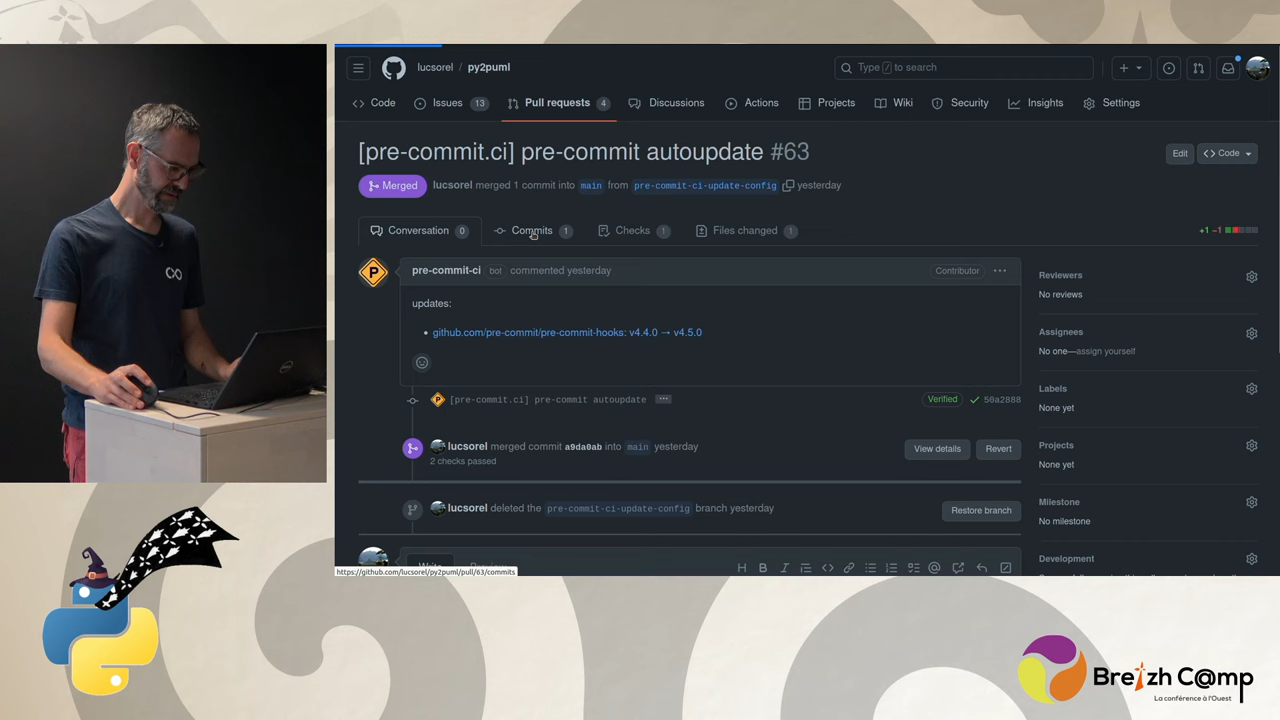 lucsorel / py2puml
Type / to search
Code
Issues 13
Pull requests 4
Discussions
Actions
Projects
Wiki
Security
Insights
Settings
[pre-commit.ci] pre-commit autoupdate #63
Edit
<> Code
Merged
lucsorel merged 1 commit into main from pre-commit-ci-update-config yesterday
Conversation 0
Commits 1
Checks 1
Files changed 1
+1 −1
P
pre-commit-ci bot commented yesterday
Contributor
updates:
github.com/pre-commit/pre-commit-hooks: v4.4.0 → v4.5.0
P
[pre-commit.ci] pre-commit autoupdate
Verified
50a2888
lucsorel merged commit a9da0ab into main yesterday
2 checks passed
View details
Revert
lucsorel deleted the pre-commit-ci-update-config branch yesterday
Restore branch
Reviewers
No reviews
Assignees
No one—assign yourself
Labels
None yet
Projects
None yet
Milestone
No milestone
Development
https://github.com/lucsorel/py2puml/pull/63/commits
Breizh C@mp
La conférence à l'Ouest